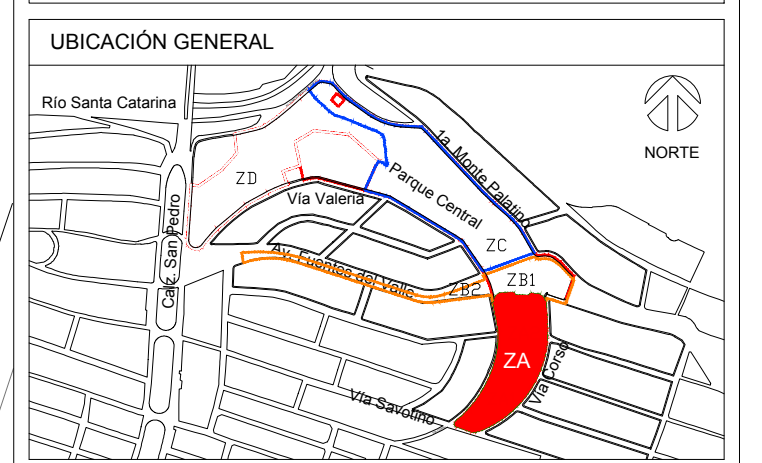 UBICACIÓN GENERAL
Río Santa Catarina
NORTE
1a. Monte Palatino
Parque Central
ZD
Vía Valeria
Calz. San Pedro
ZC
Av. Fuentes del Valle
ZB2
ZB1
ZA
Vía Corso
Vía Savotino